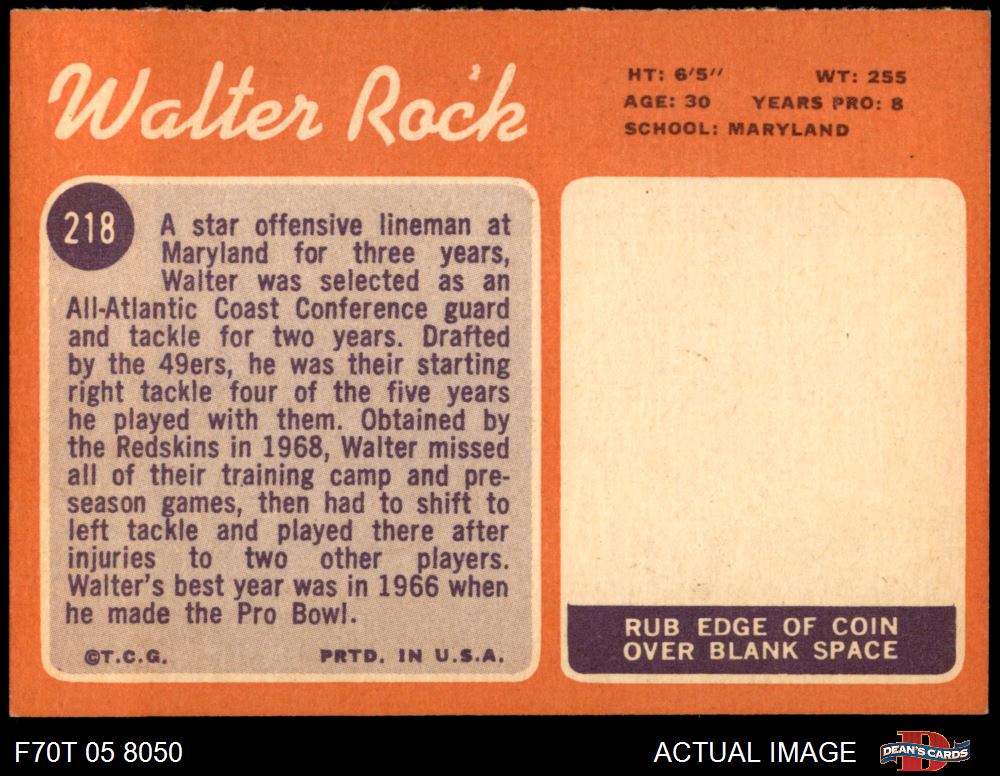 Walter Rock
HT: 6'5" WT: 255
AGE: 30 YEARS PRO: 8
SCHOOL: MARYLAND
218
A star offensive lineman at
Maryland for three years,
Walter was selected as an
All-Atlantic Coast Conference guard
and tackle for two years. Drafted
by the 49ers, he was their starting
right tackle four of the five years
he played with them. Obtained by
the Redskins in 1968, Walter missed
all of their training camp and pre-
season games, then had to shift to
left tackle and played there after
injuries to two other players.
Walter's best year was in 1966 when
he made the Pro Bowl.
©T.C.G. PRTD. IN U.S.A.
RUB EDGE OF COIN
OVER BLANK SPACE
F70T 05 8050
ACTUAL IMAGE
D
DEAN'S CARDS